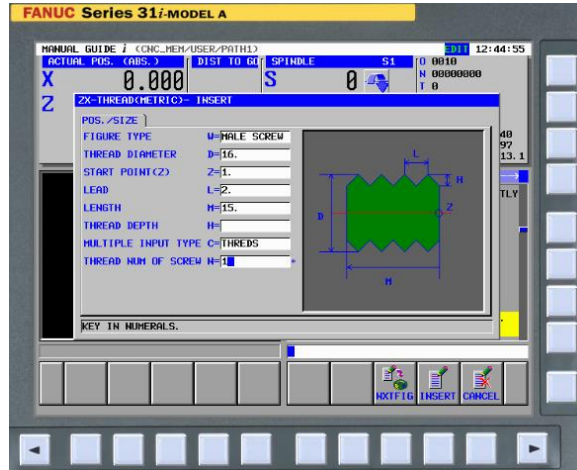 FANUC Series 31i-MODEL A
MANUAL GUIDE i (CNC_MEM/USER/PATH1) EDIT 12:44:55
ACTUAL POS. (ABS.) DIST TO GO SPINDLE S1 O 0010
X 0.000 S 0 N 00000000
T 0
Z
ZX-THREAD(METRIC)- INSERT
POS./SIZE
FIGURE TYPE W=MALE SCREW
THREAD DIAMETER D=16.
START POINT(Z) Z=1.
LEAD L=2.
LENGTH M=15.
THREAD DEPTH H=
MULTIPLE INPUT TYPE C=THREDS
THREAD NUM OF SCREW N=1
L
H
D
Z
M
40
97
13.1
TLY
KEY IN NUMERALS.
NXTFIG INSERT CANCEL